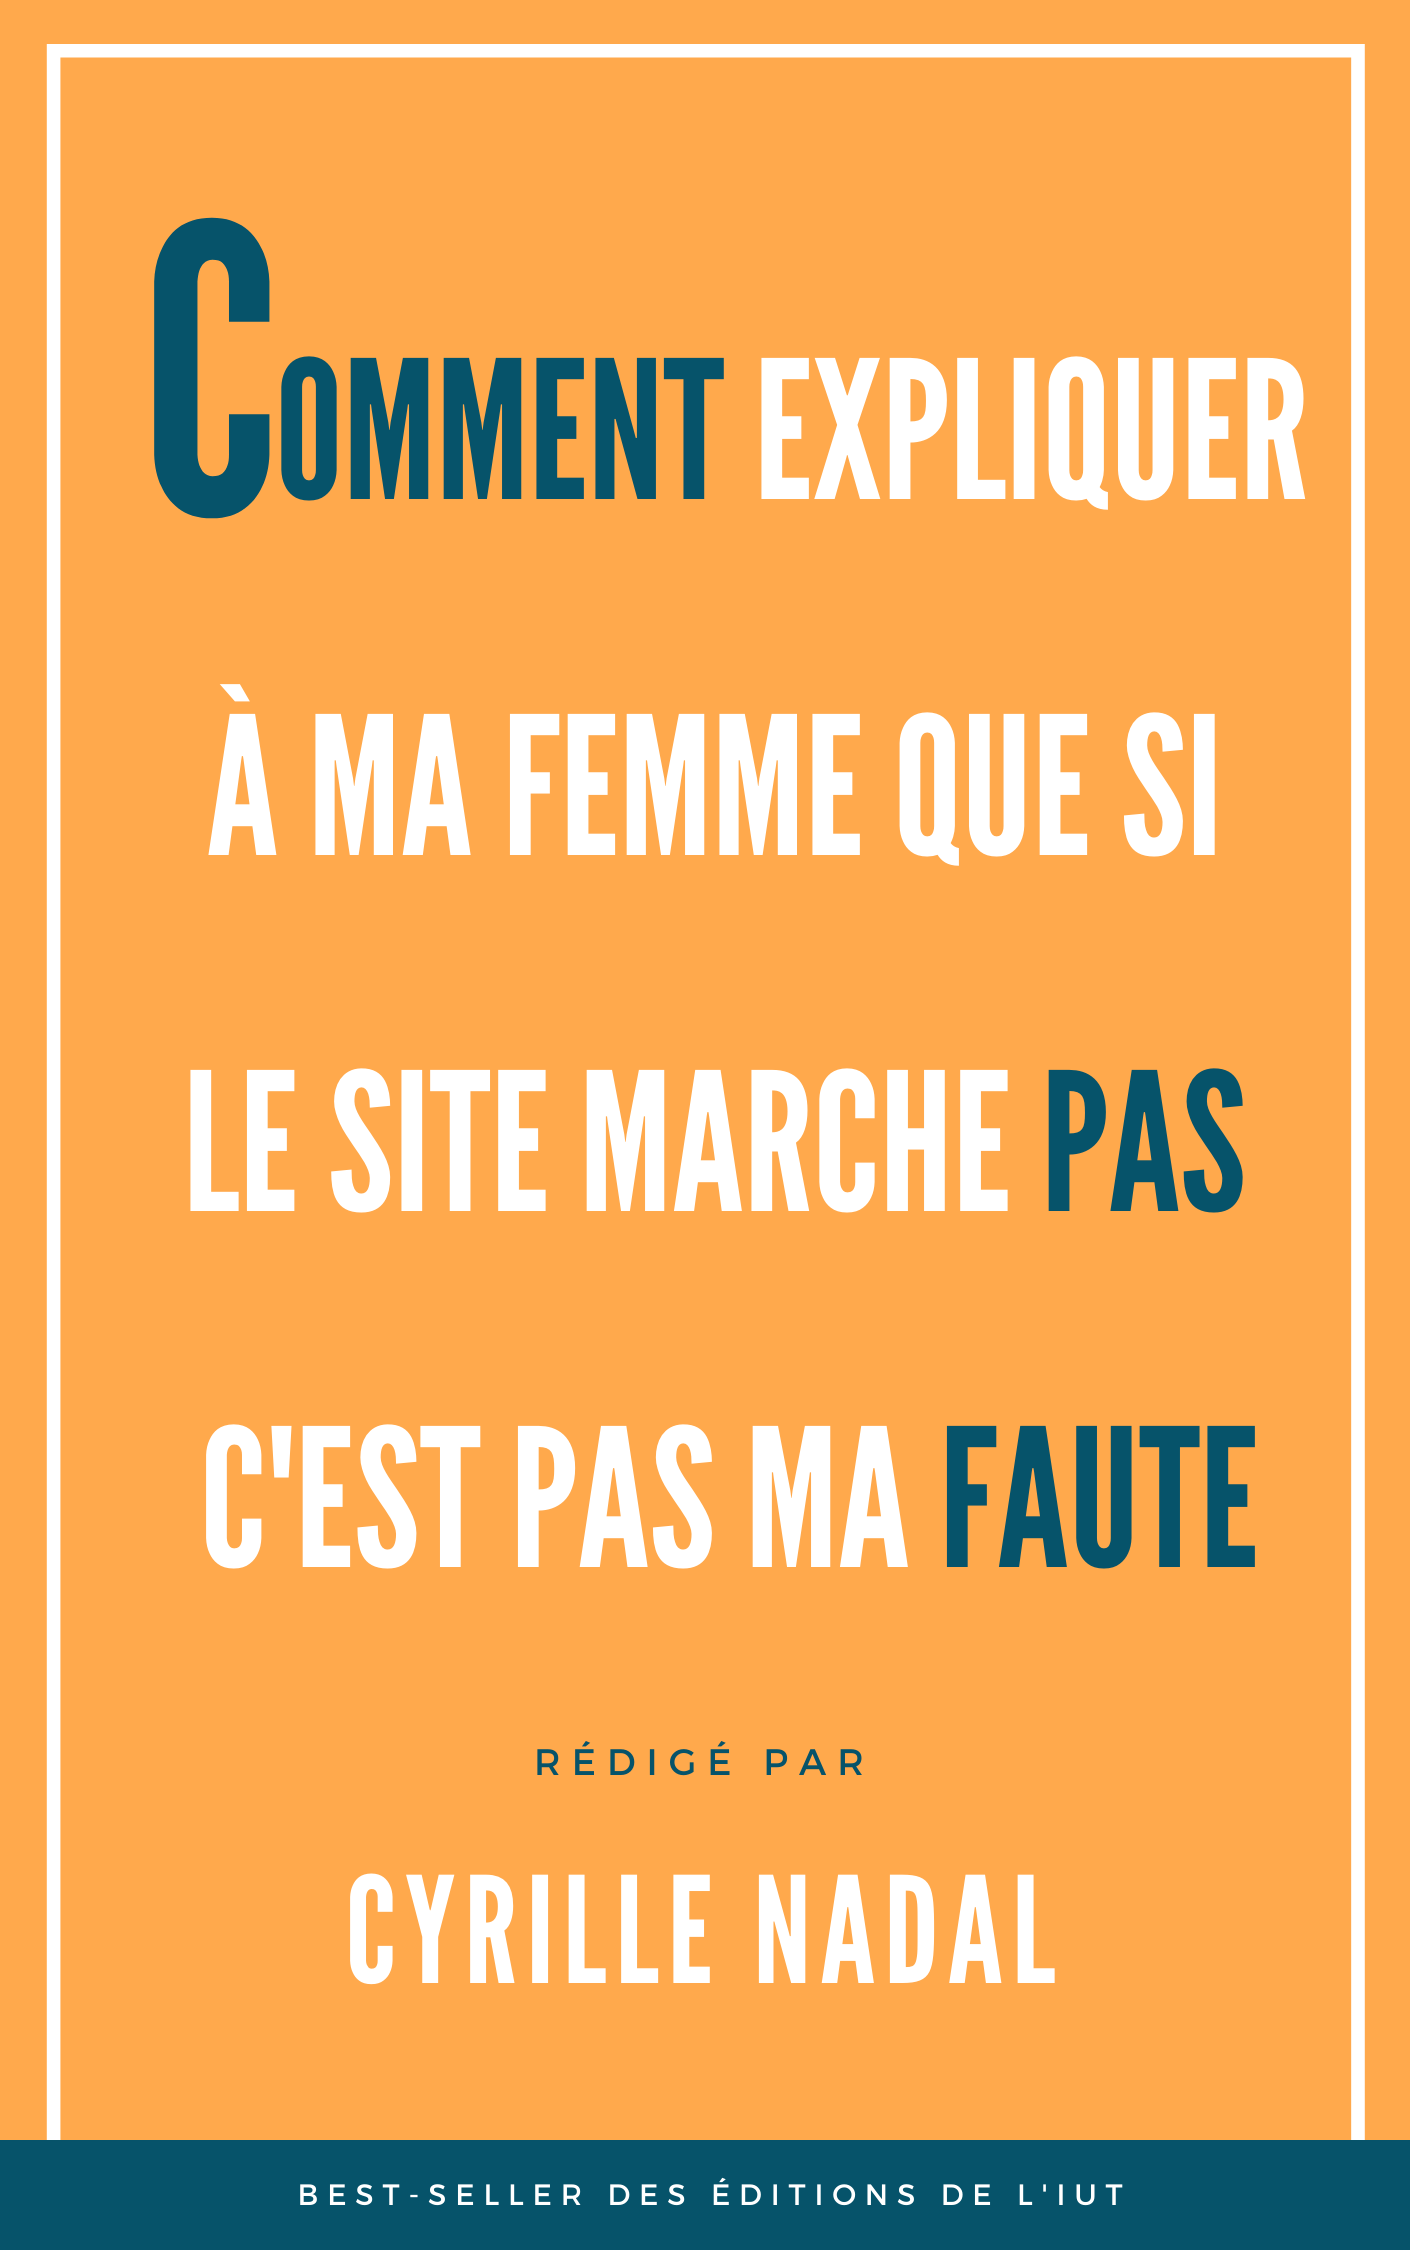 COMMENT EXPLIQUER
À MA FEMME QUE SI
LE SITE MARCHE PAS
C'EST PAS MA FAUTE
RÉDIGÉ PAR
CYRILLE NADAL
BEST-SELLER DES ÉDITIONS DE L'IUT